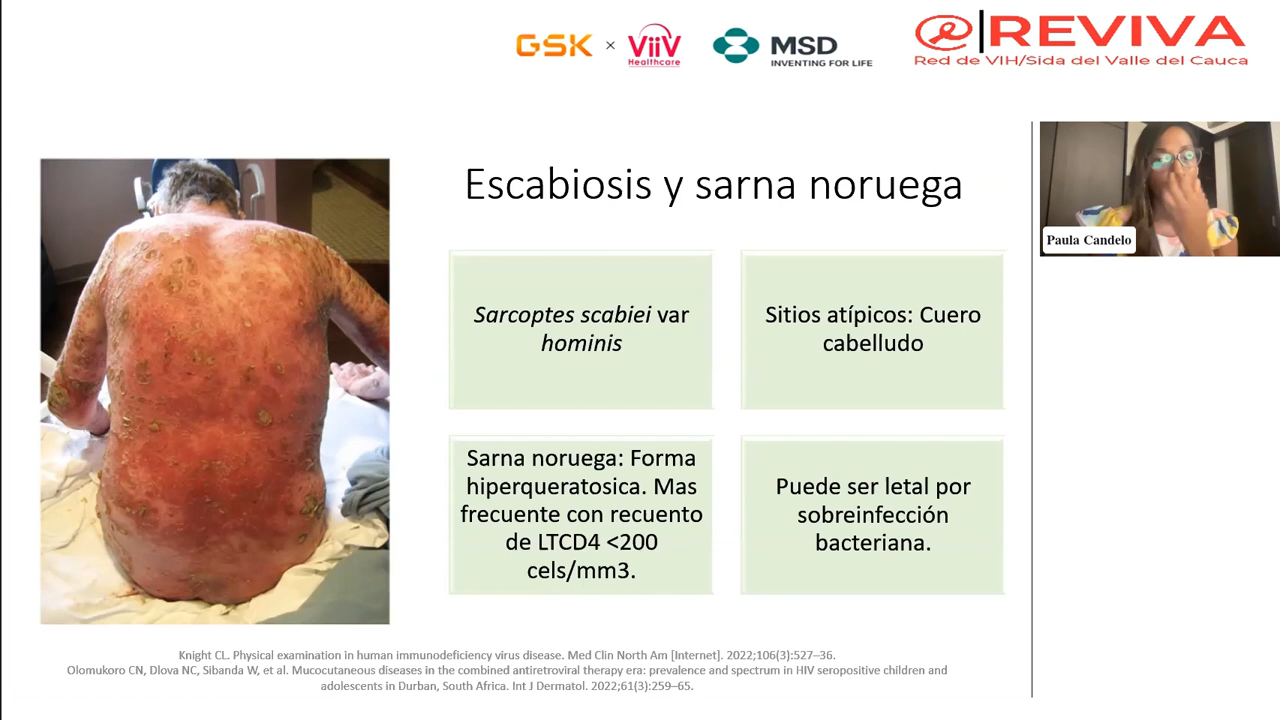 GSK × ViiV
Healthcare
MSD
INVENTING FOR LIFE
REVIVA
Red de VIH/Sida del Valle del Cauca
Escabiosis y sarna noruega
Paula Candelo
Sarcoptes scabiei var
hominis
Sitios atípicos: Cuero
cabelludo
Sarna noruega: Forma
hiperqueratosica. Mas
frecuente con recuento
de LTCD4 <200
cels/mm3.
Puede ser letal por
sobreinfección
bacteriana.
Knight CL. Physical examination in human immunodeficiency virus disease. Med Clin North Am [Internet]. 2022;106(3):527–36.
Olomukoro CN, Dlova NC, Sibanda W, et al. Mucocutaneous diseases in the combined antiretroviral therapy era: prevalence and spectrum in HIV seropositive children and
adolescents in Durban, South Africa. Int J Dermatol. 2022;61(3):259–65.